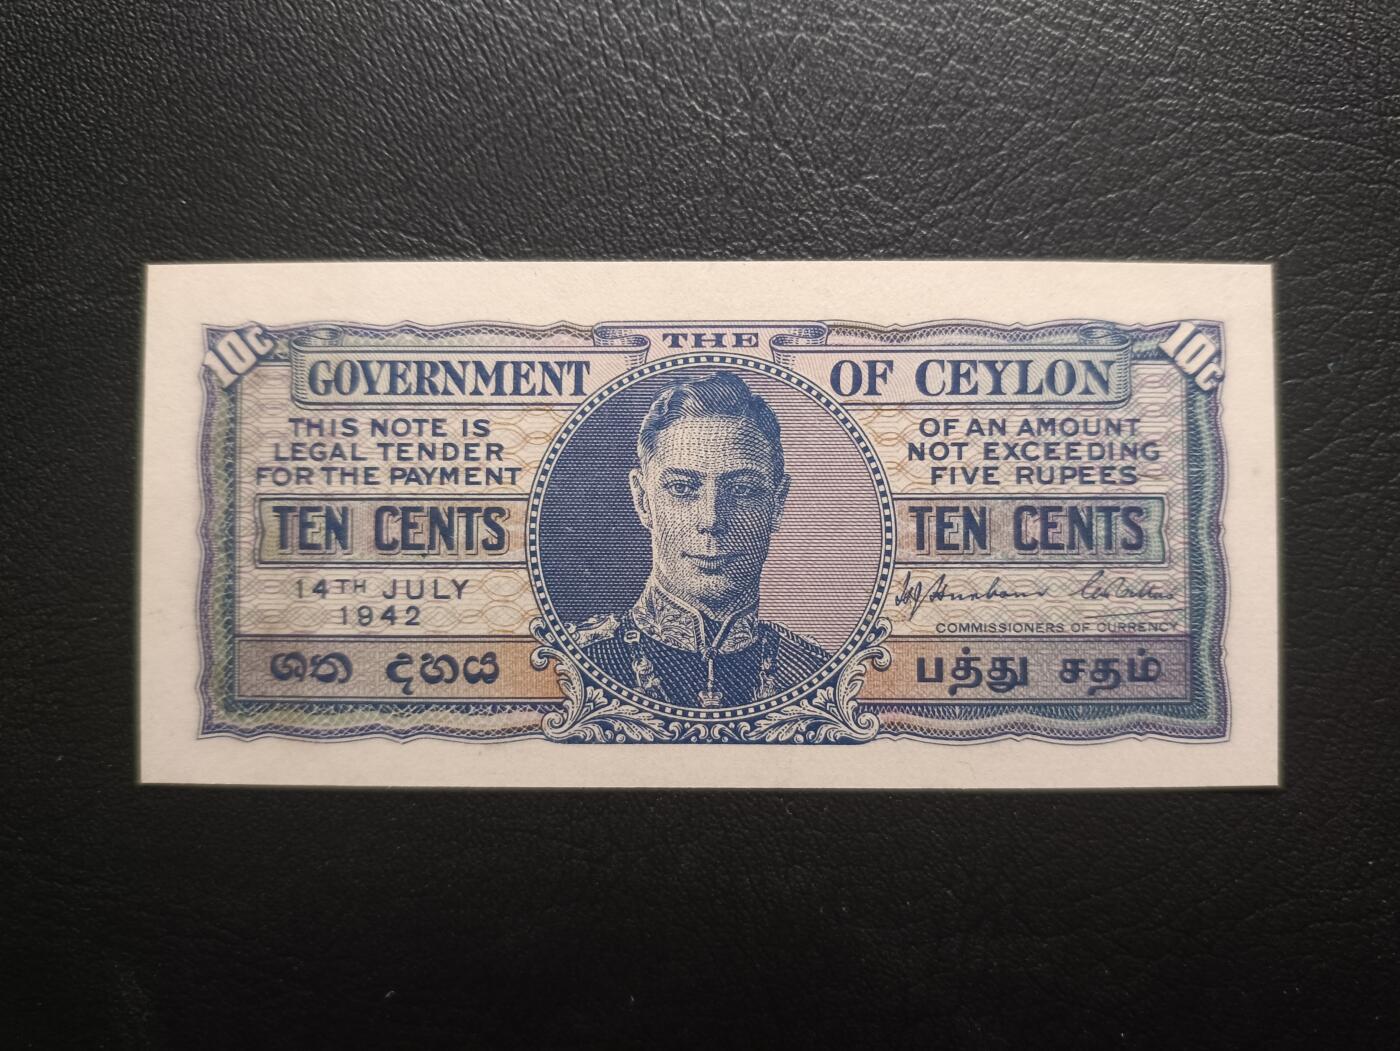 10c
10c
THE
GOVERNMENT OF CEYLON
THIS NOTE IS
LEGAL TENDER
FOR THE PAYMENT
OF AN AMOUNT
NOT EXCEEDING
FIVE RUPEES
TEN CENTS
TEN CENTS
14TH JULY
1942
COMMISSIONERS OF CURRENCY
ශත දහය
பத்து சதம்